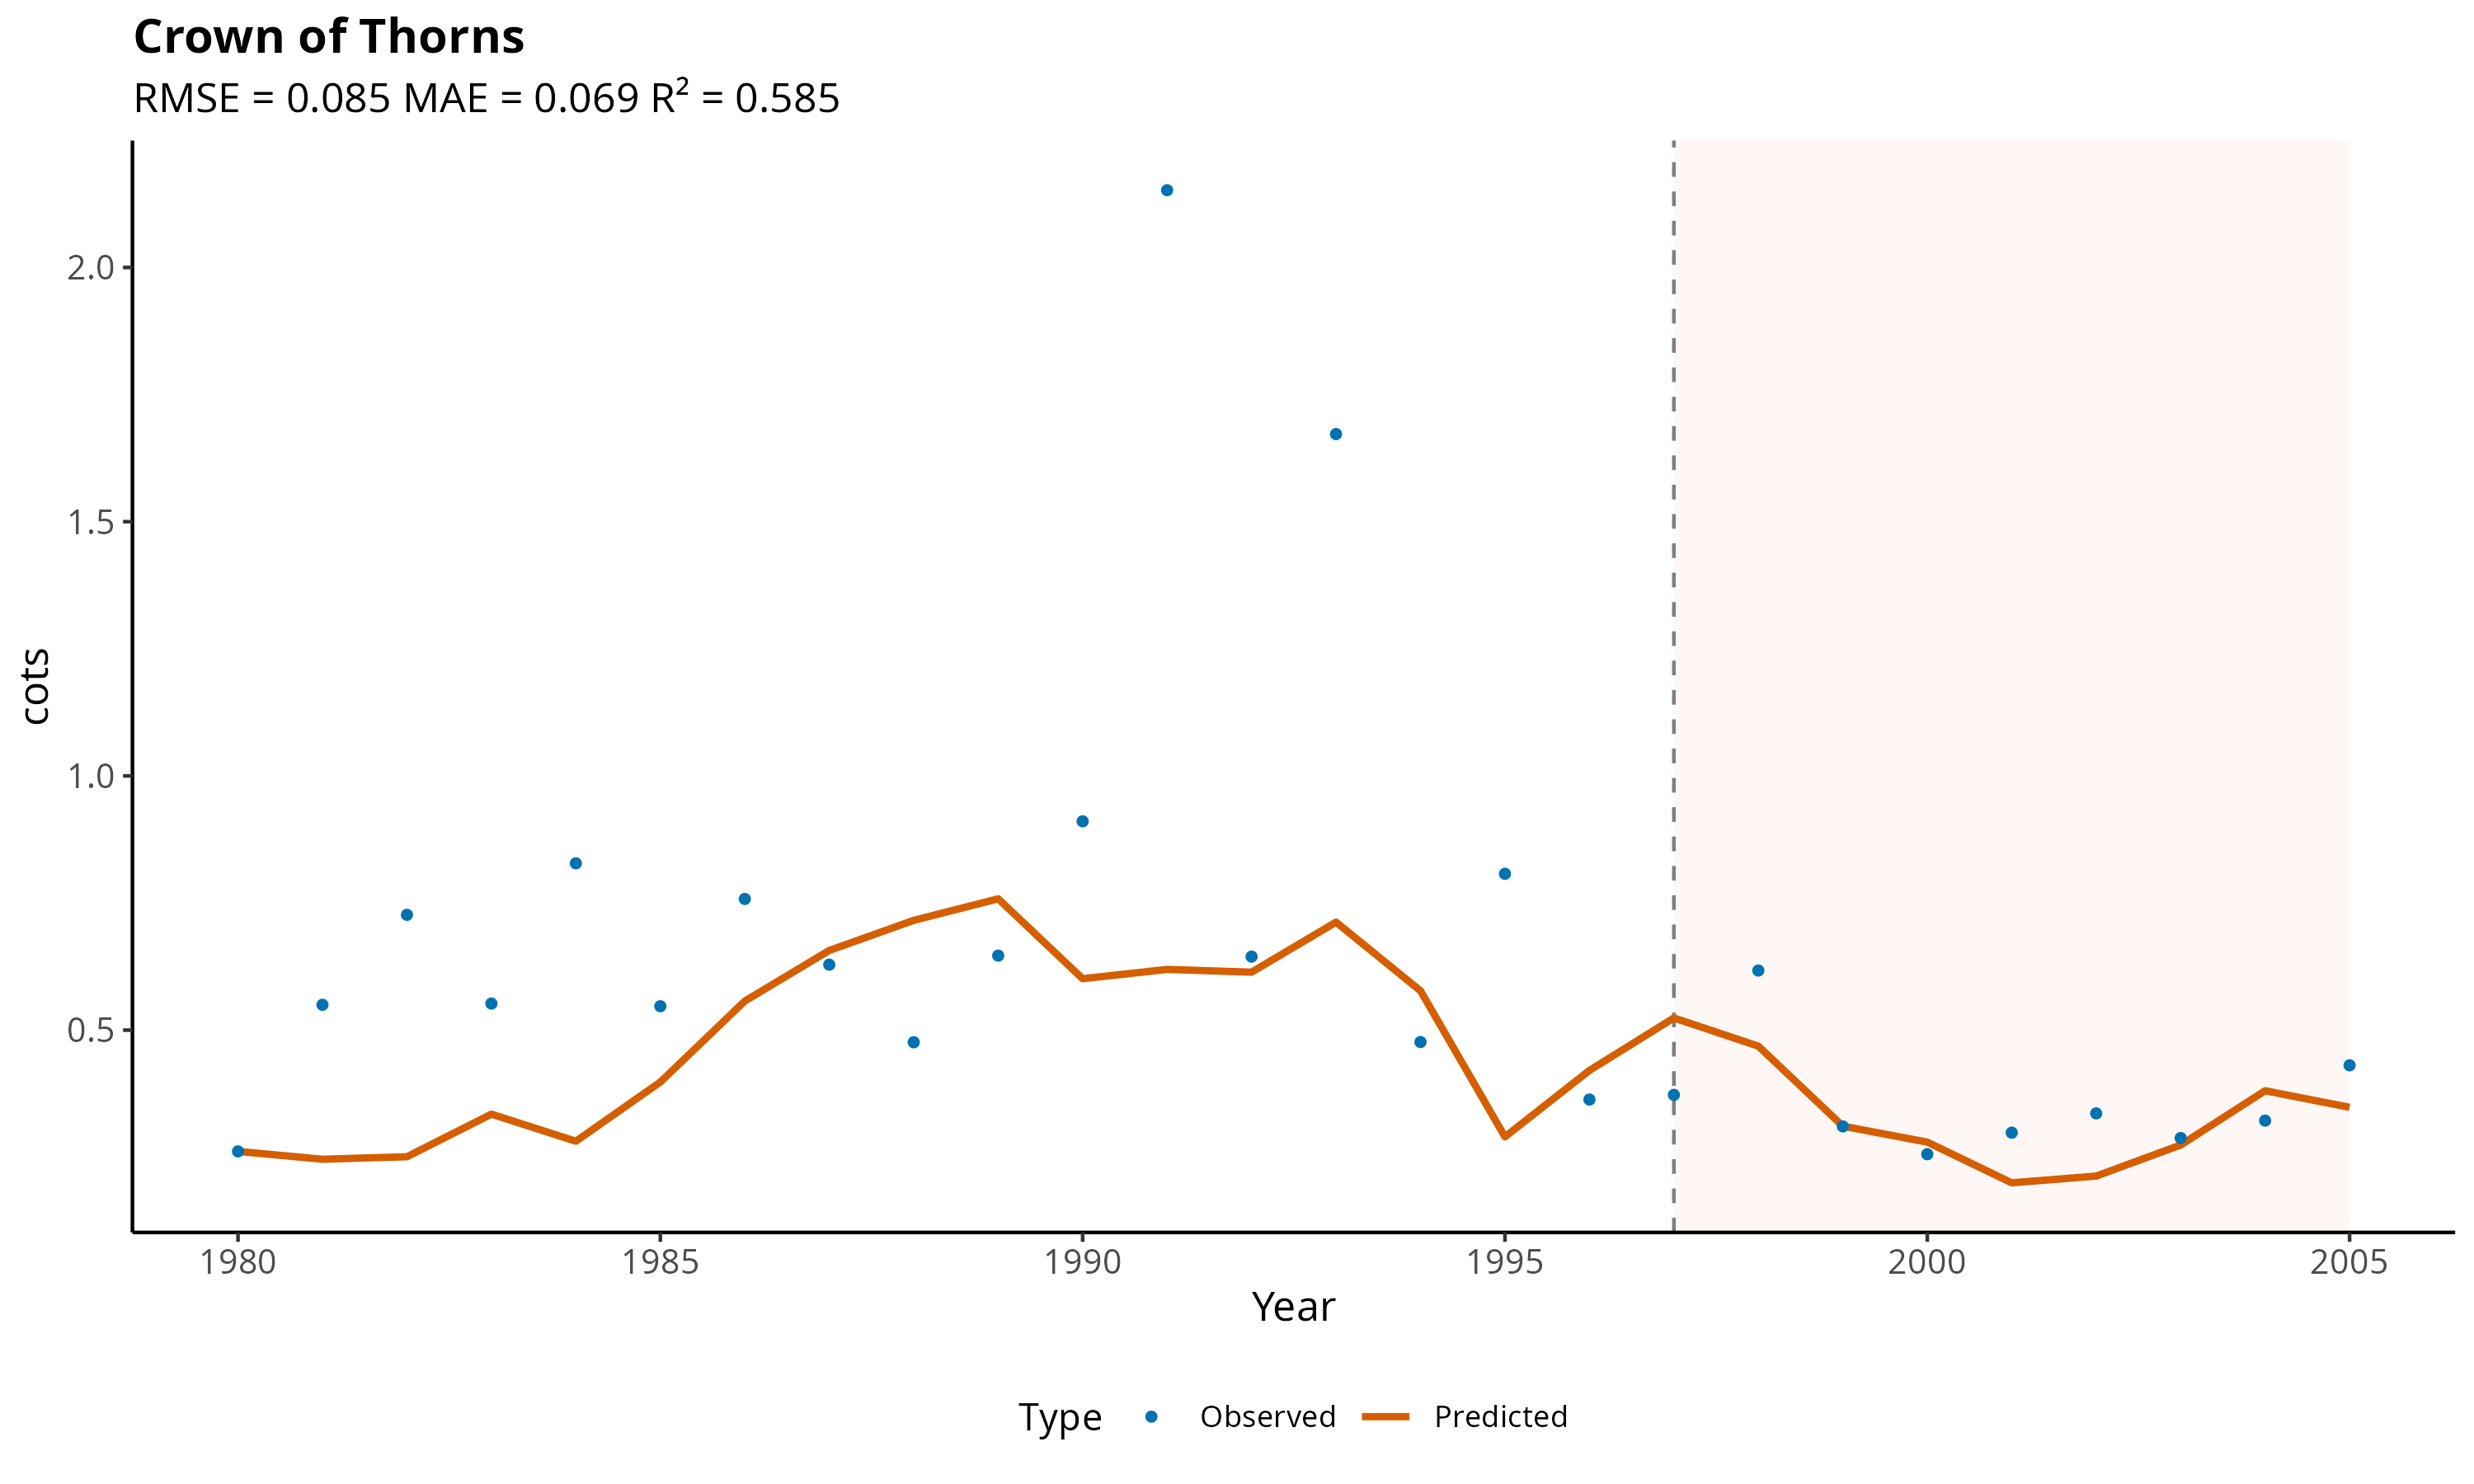 Crown of Thorns
RMSE = 0.085 MAE = 0.069 R² = 0.585
2.0
1.5
1.0
0.5
cots
1980 1985 1990 1995 2000 2005
Year
Type Observed Predicted